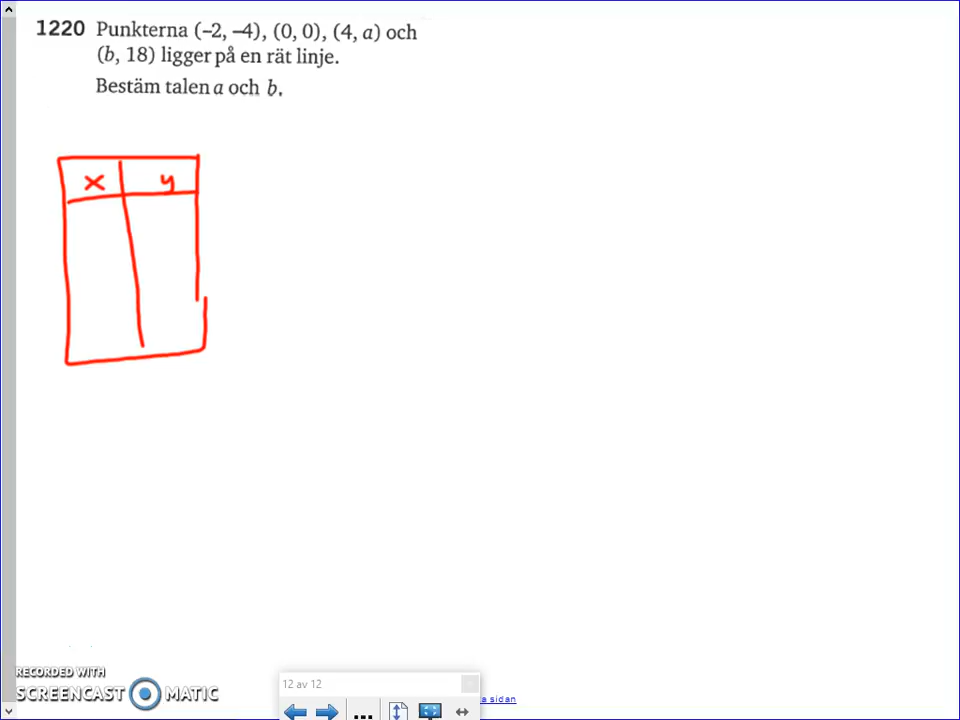 1220 Punkterna (–2, –4), (0, 0), (4, a) och
(b, 18) ligger på en rät linje.
Bestäm talen a och b.
x y
RECORDED WITH
SCREENCAST MATIC
12 av 12
a sidan